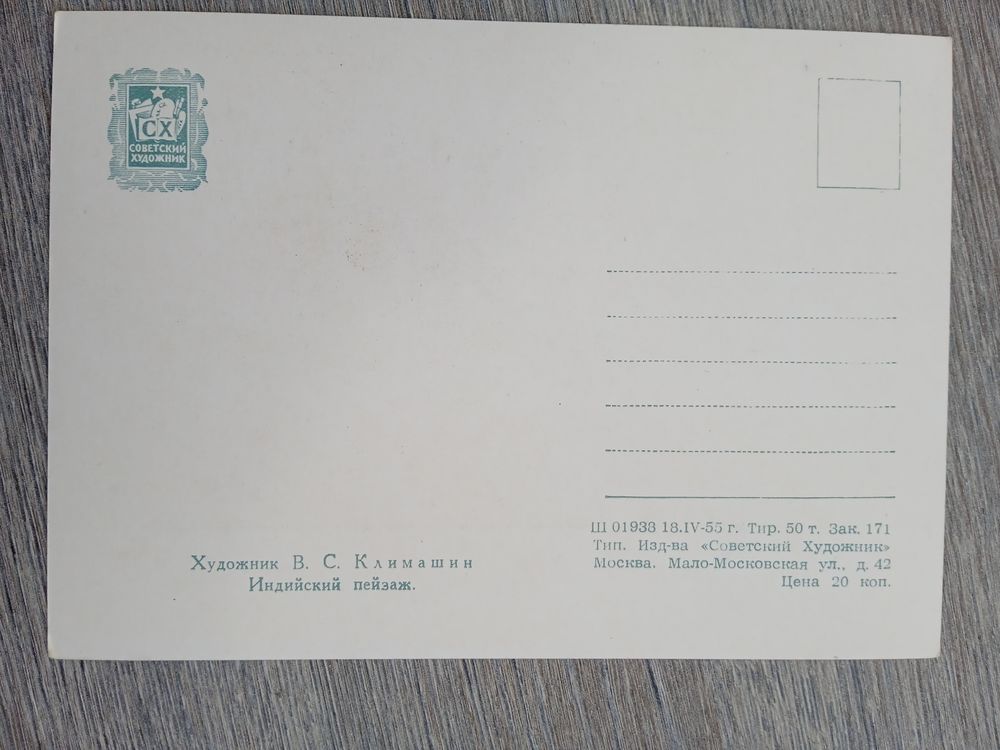 СХ
СОВЕТСКИЙ
ХУДОЖНИК
Художник В. С. Климашин
Индийский пейзаж.
Ш 01938 18.IV-55 г. Тир. 50 т. Зак. 171
Тип. Изд-ва «Советский Художник»
Москва. Мало-Московская ул., д. 42
Цена 20 коп.